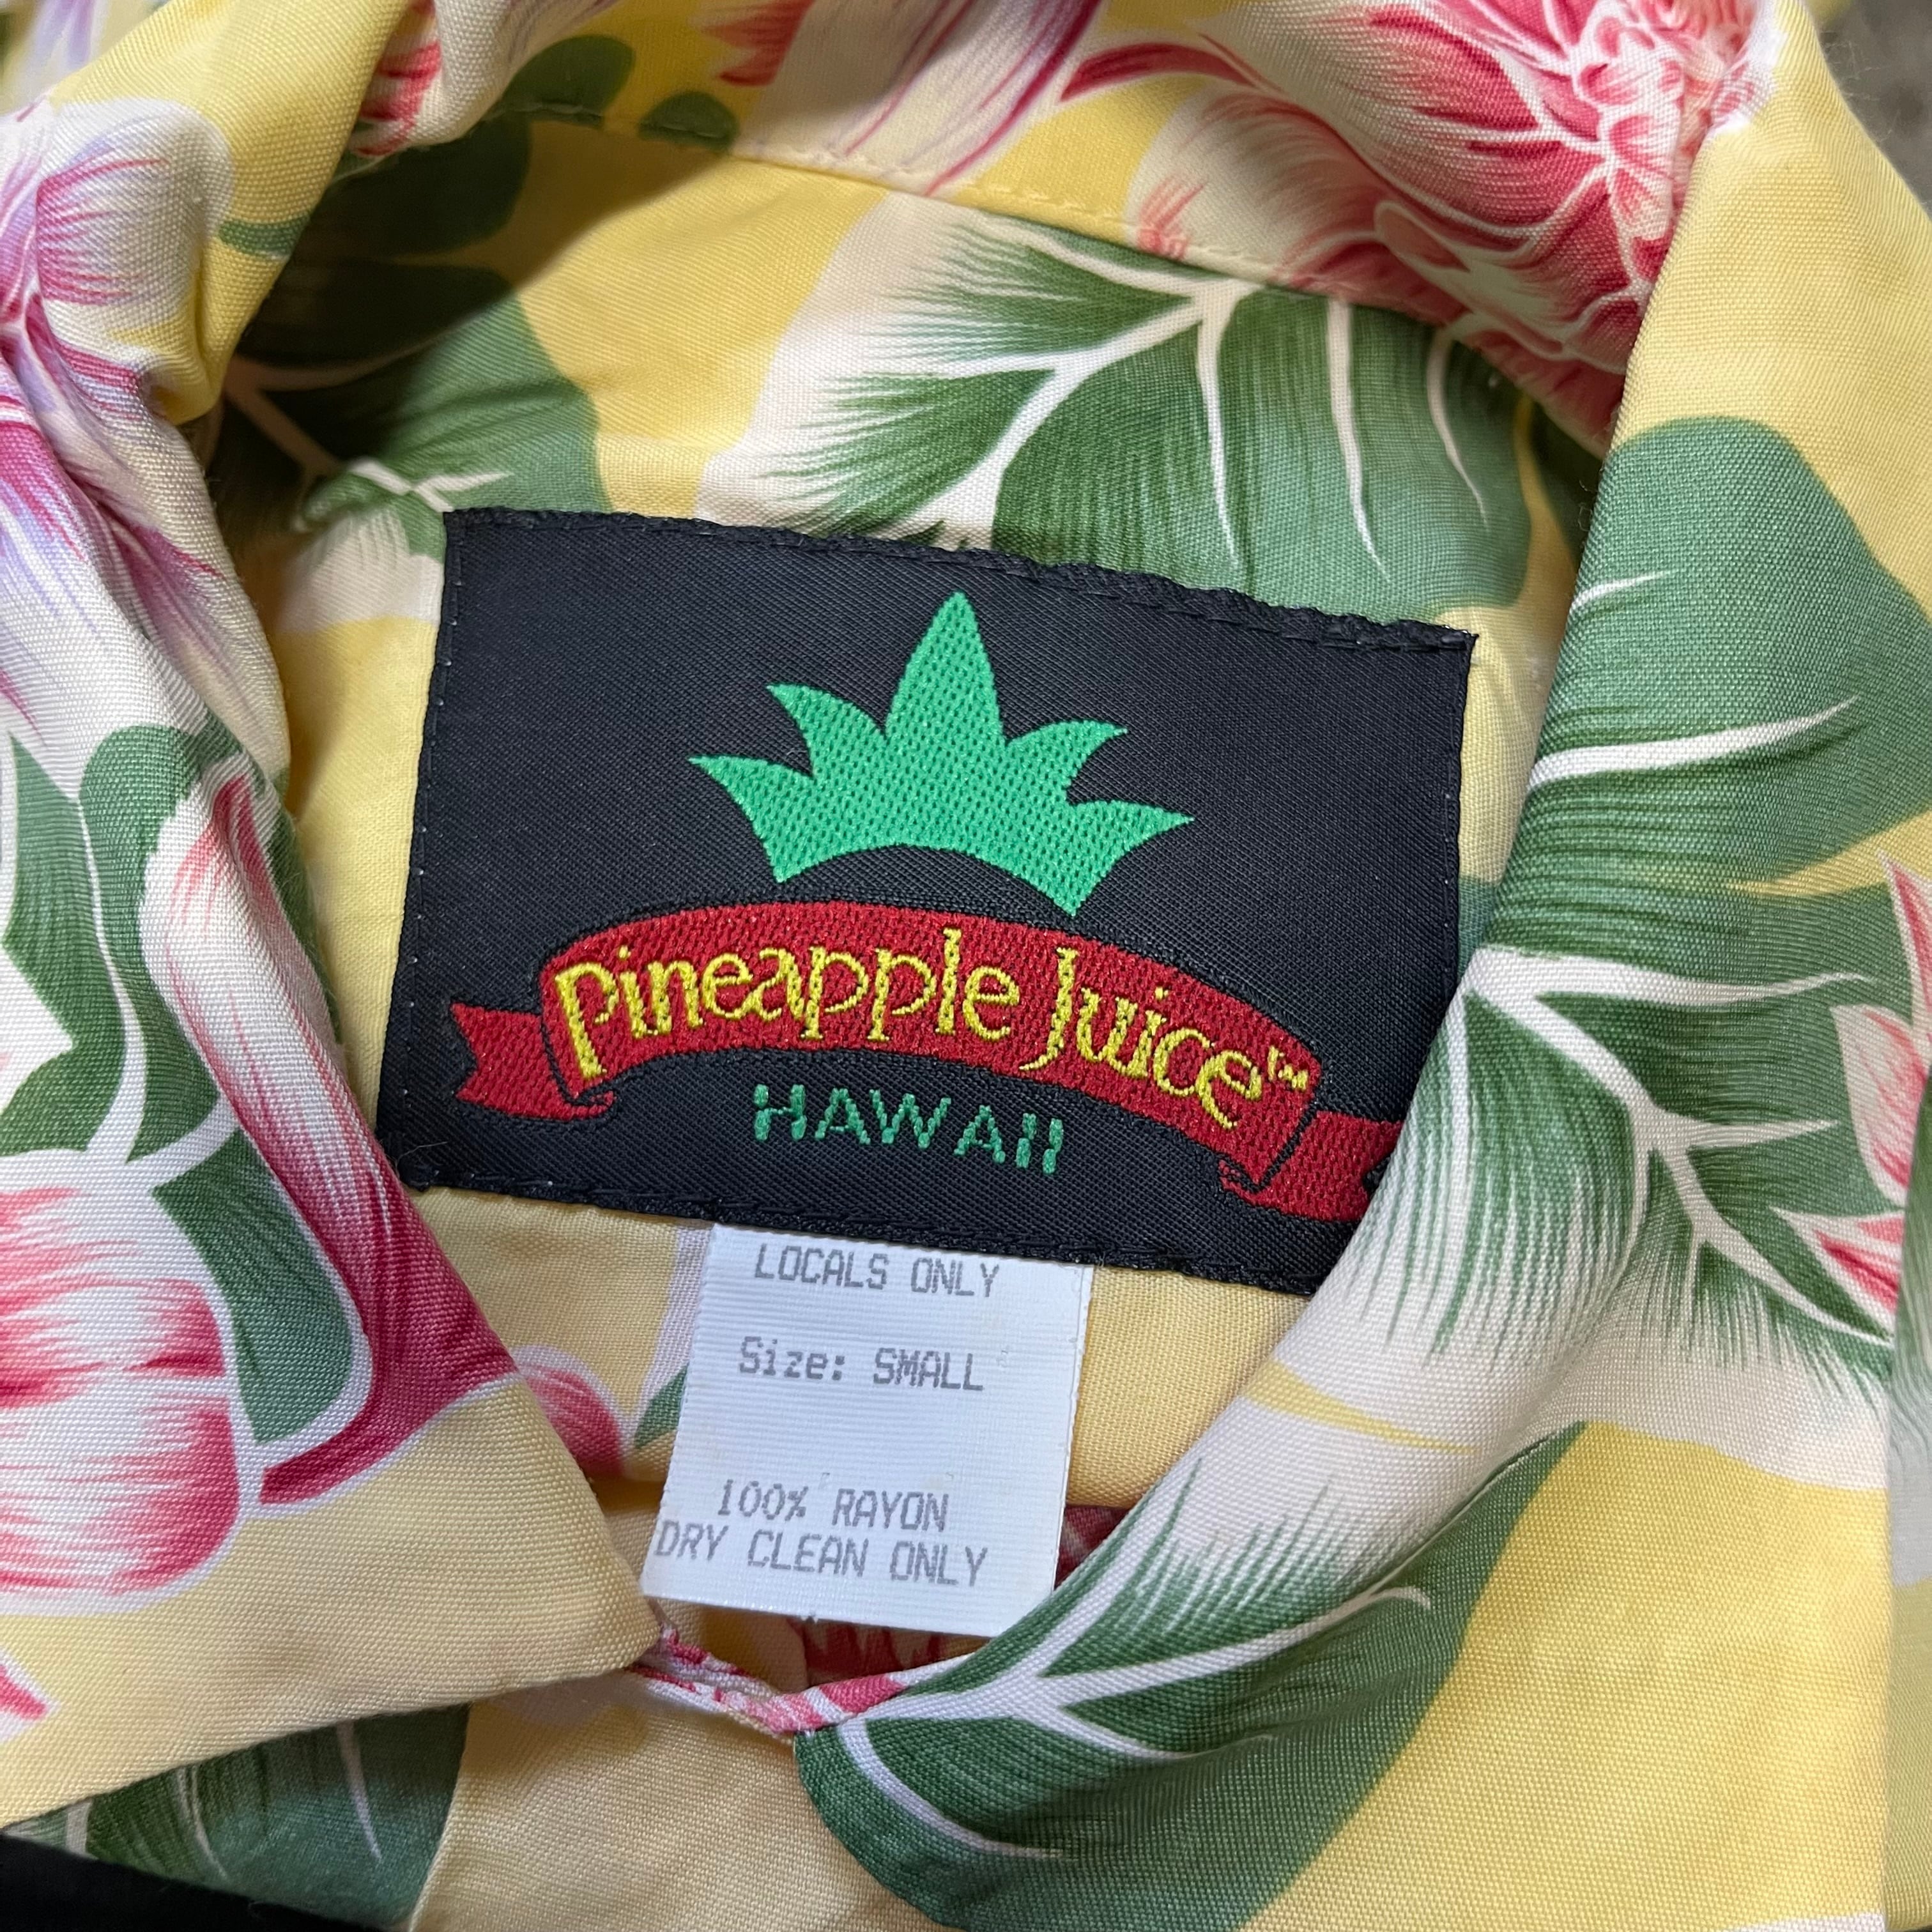 Pineapple Juice™
HAWAII
LOCALS ONLY
Size: SMALL
100% RAYON
DRY CLEAN ONLY